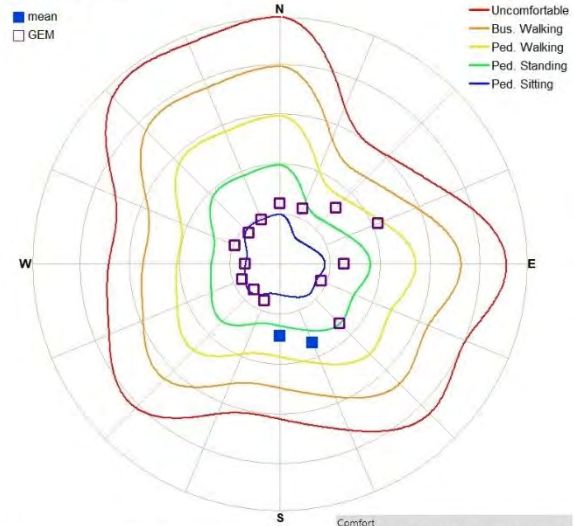 mean
GEM
N
Uncomfortable
Bus. Walking
Ped. Walking
Ped. Standing
Ped. Sitting
W
E
S
Comfort